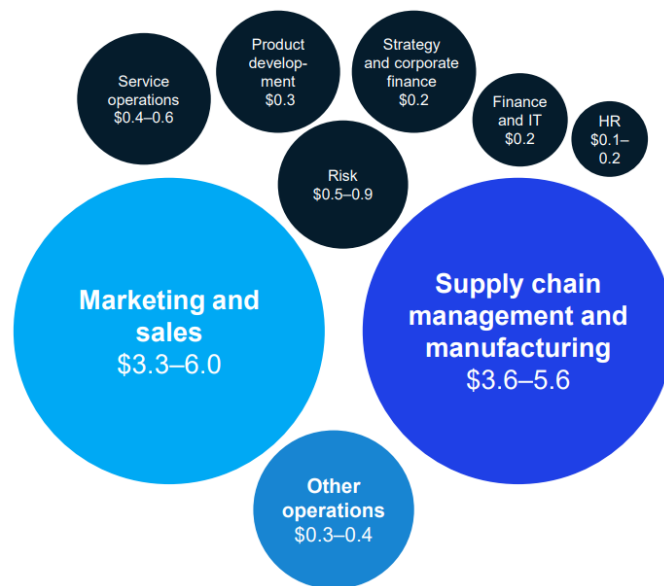 Service
operations
$0.4–0.6
Product
develop-
ment
$0.3
Strategy
and corporate
finance
$0.2
Finance
and IT
$0.2
HR
$0.1–
0.2
Risk
$0.5–0.9
Marketing and
sales
$3.3–6.0
Supply chain
management and
manufacturing
$3.6–5.6
Other
operations
$0.3–0.4